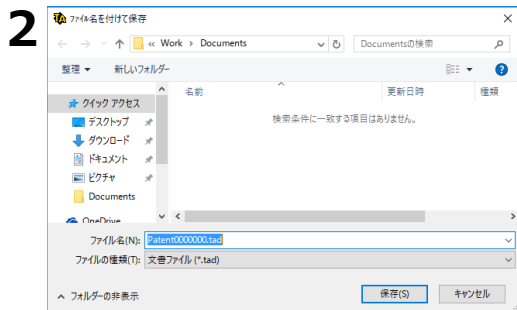 2
ファイル名を付けて保存
« Work › Documents
Documentsの検索
整理 新しいフォルダー
名前 更新日時 種類
検索条件に一致する項目はありません。
クイック アクセス
デスクトップ
ダウンロード
ドキュメント
ピクチャ
Documents
OneDrive
ファイル名(N): Patent0000000.tad
ファイルの種類(T): 文書ファイル (*.tad)
フォルダーの非表示
保存(S) キャンセル